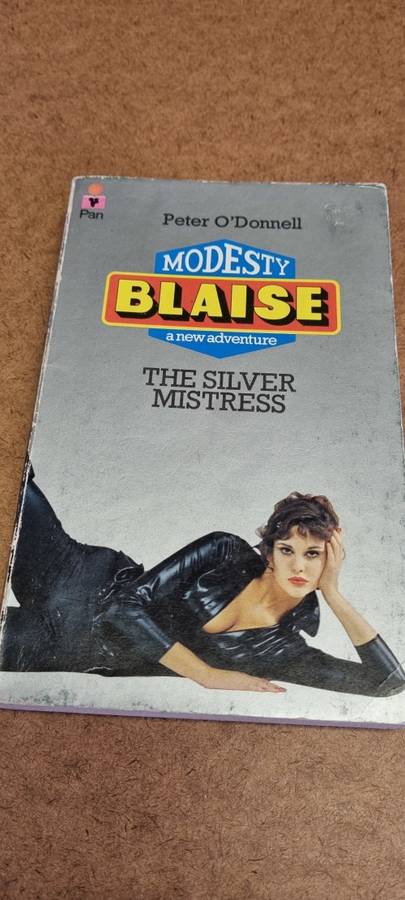 Pan
Peter O'Donnell
MODESTY
BLAISE
a new adventure
THE SILVER
MISTRESS